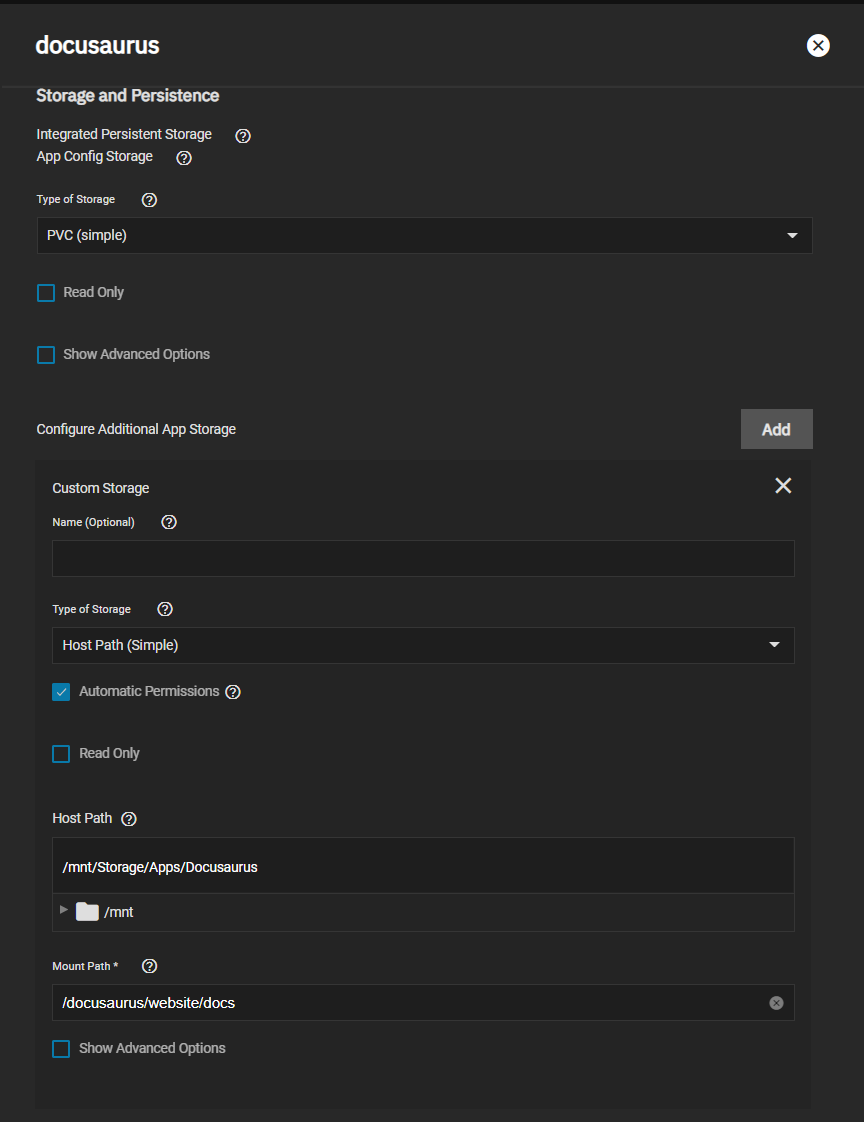 docusaurus
Storage and Persistence
Integrated Persistent Storage
App Config Storage
Type of Storage
PVC (simple)
Read Only
Show Advanced Options
Configure Additional App Storage
Add
Custom Storage
Name (Optional)
Type of Storage
Host Path (Simple)
Automatic Permissions
Read Only
Host Path
/mnt/Storage/Apps/Docusaurus
/mnt
Mount Path *
/docusaurus/website/docs
Show Advanced Options